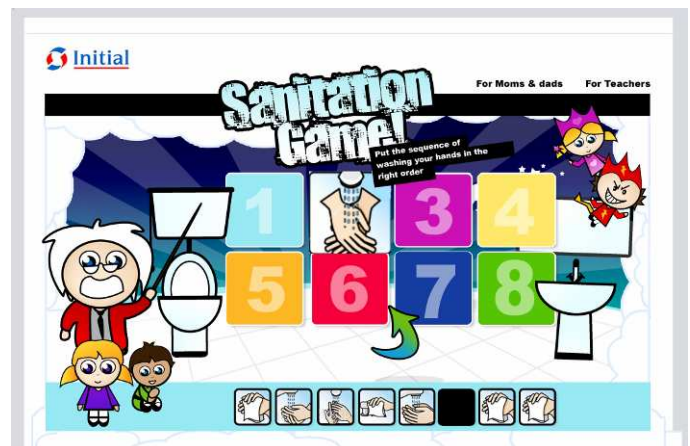 Initial
For Moms & dads For Teachers
Sanitation
Game!
Put the sequence of
washing your hands in the
right order
1 3 4
5 6 7 8